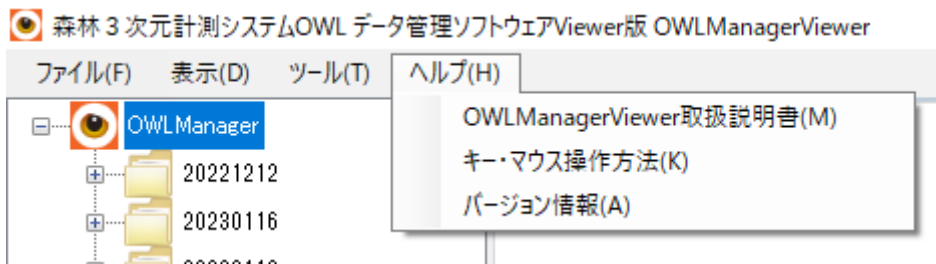 森林３次元計測システムOWL データ管理ソフトウェアViewer版 OWLManagerViewer
ファイル(F) 表示(D) ツール(T) ヘルプ(H)
OWLManager
20221212
20230116
OWLManagerViewer取扱説明書(M)
キー・マウス操作方法(K)
バージョン情報(A)